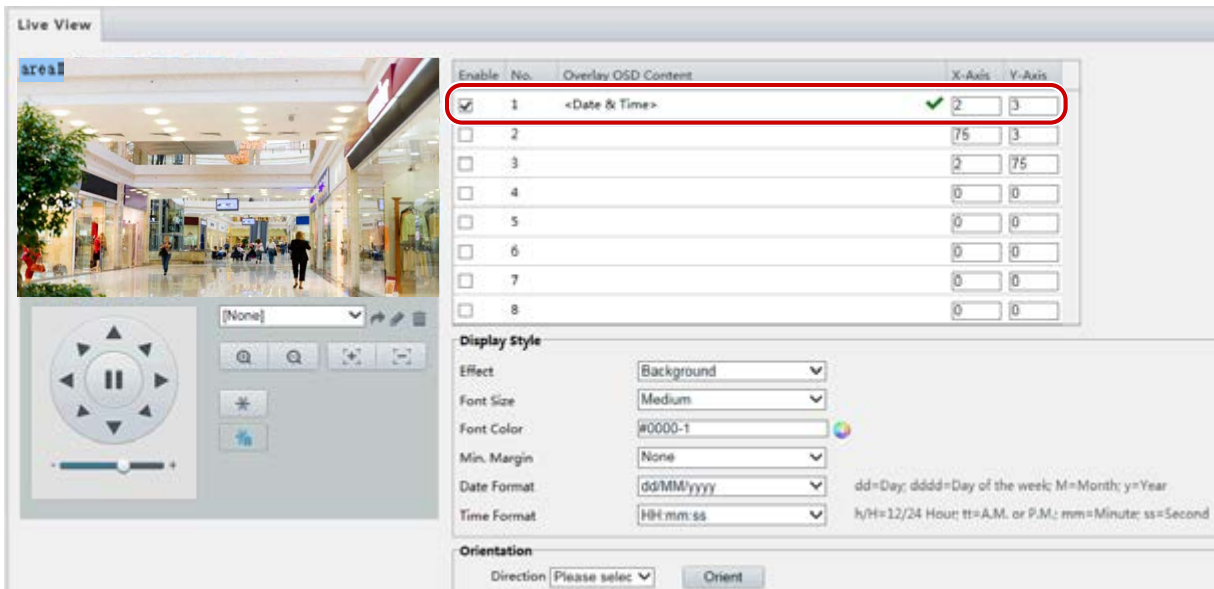 Live View
area
Enable No. Overlay OSD Content X-Axis Y-Axis
1 <Date & Time> 2 3
2 75 3
3 2 75
4 0 0
5 0 0
6 0 0
7 0 0
8 0 0
[None]
- +
Display Style
Effect Background
Font Size Medium
Font Color #0000-1
Min. Margin None
Date Format dd/MM/yyyy dd=Day; dddd=Day of the week; M=Month; y=Year
Time Format HH:mm:ss h/H=12/24 Hour; tt=A.M. or P.M.; mm=Minute; ss=Second
Orientation
Direction Please selec Orient